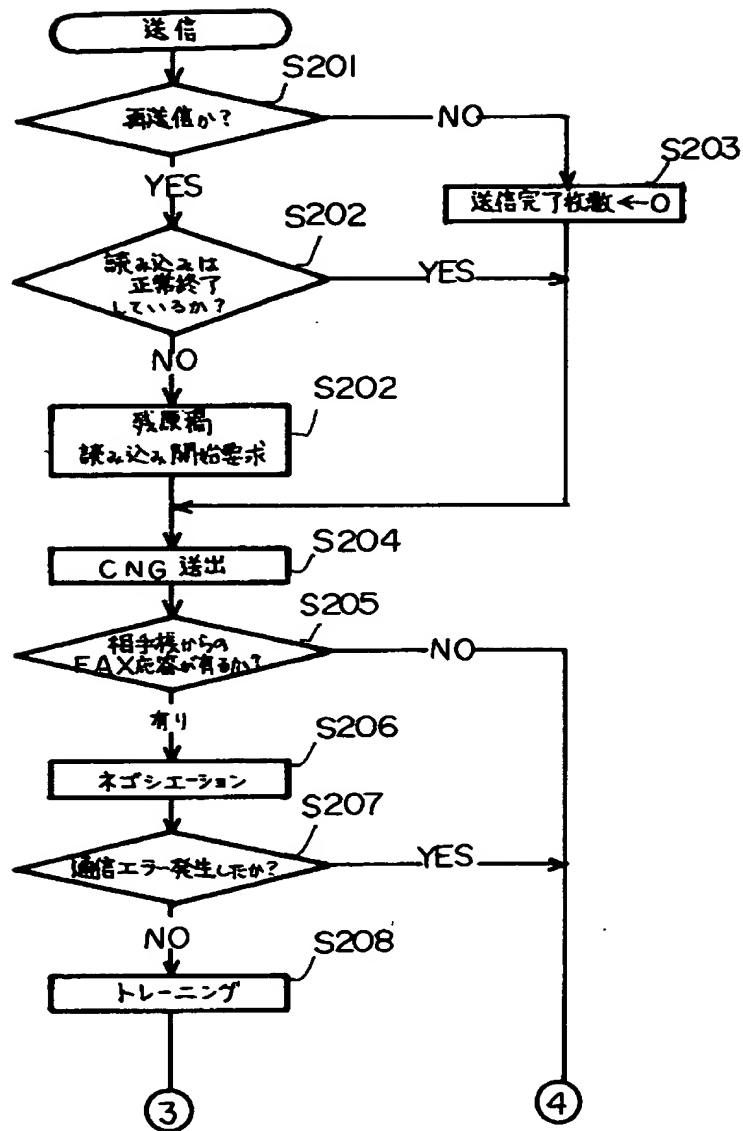 送信
S201
再送信か?
NO
S203
YES
送信完了枚数←0
S202
読み込みは
正常終了
しているか?
YES
NO
S202
残原稿
読み込み開始要求
S204
CNG 送出
S205
相手機からの
FAX応答が有るか?
NO
有り
S206
ネゴシエーション
S207
通信エラー発生したか?
YES
NO
S208
トレーニング
3
4